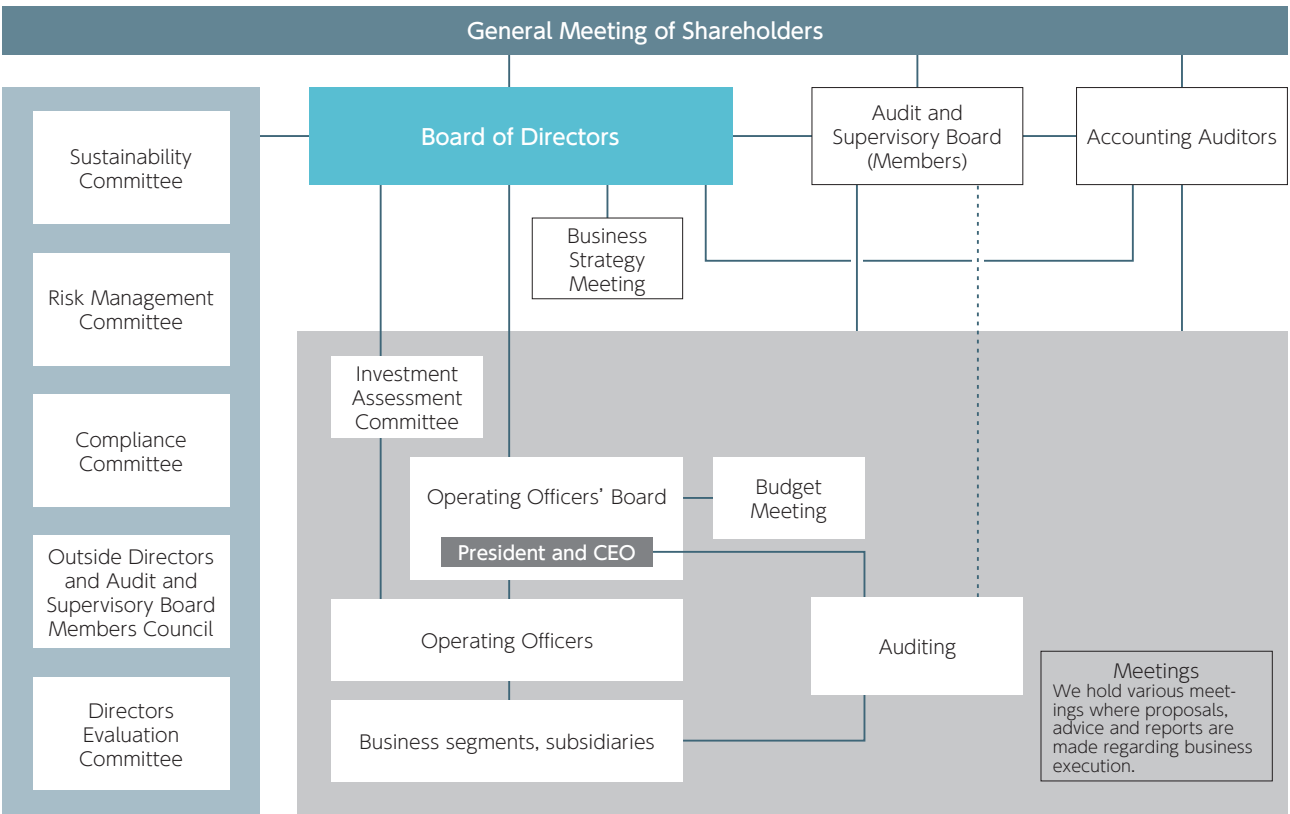 General Meeting of Shareholders
Sustainability
Committee
Risk Management
Committee
Compliance
Committee
Outside Directors
and Audit and
Supervisory Board
Members Council
Directors
Evaluation
Committee
Board of Directors
Audit and
Supervisory Board
(Members)
Accounting Auditors
Business
Strategy
Meeting
Investment
Assessment
Committee
Operating Officers’ Board
President and CEO
Budget
Meeting
Operating Officers
Auditing
Business segments, subsidiaries
Meetings
We hold various meet-
ings where proposals,
advice and reports are
made regarding business
execution.